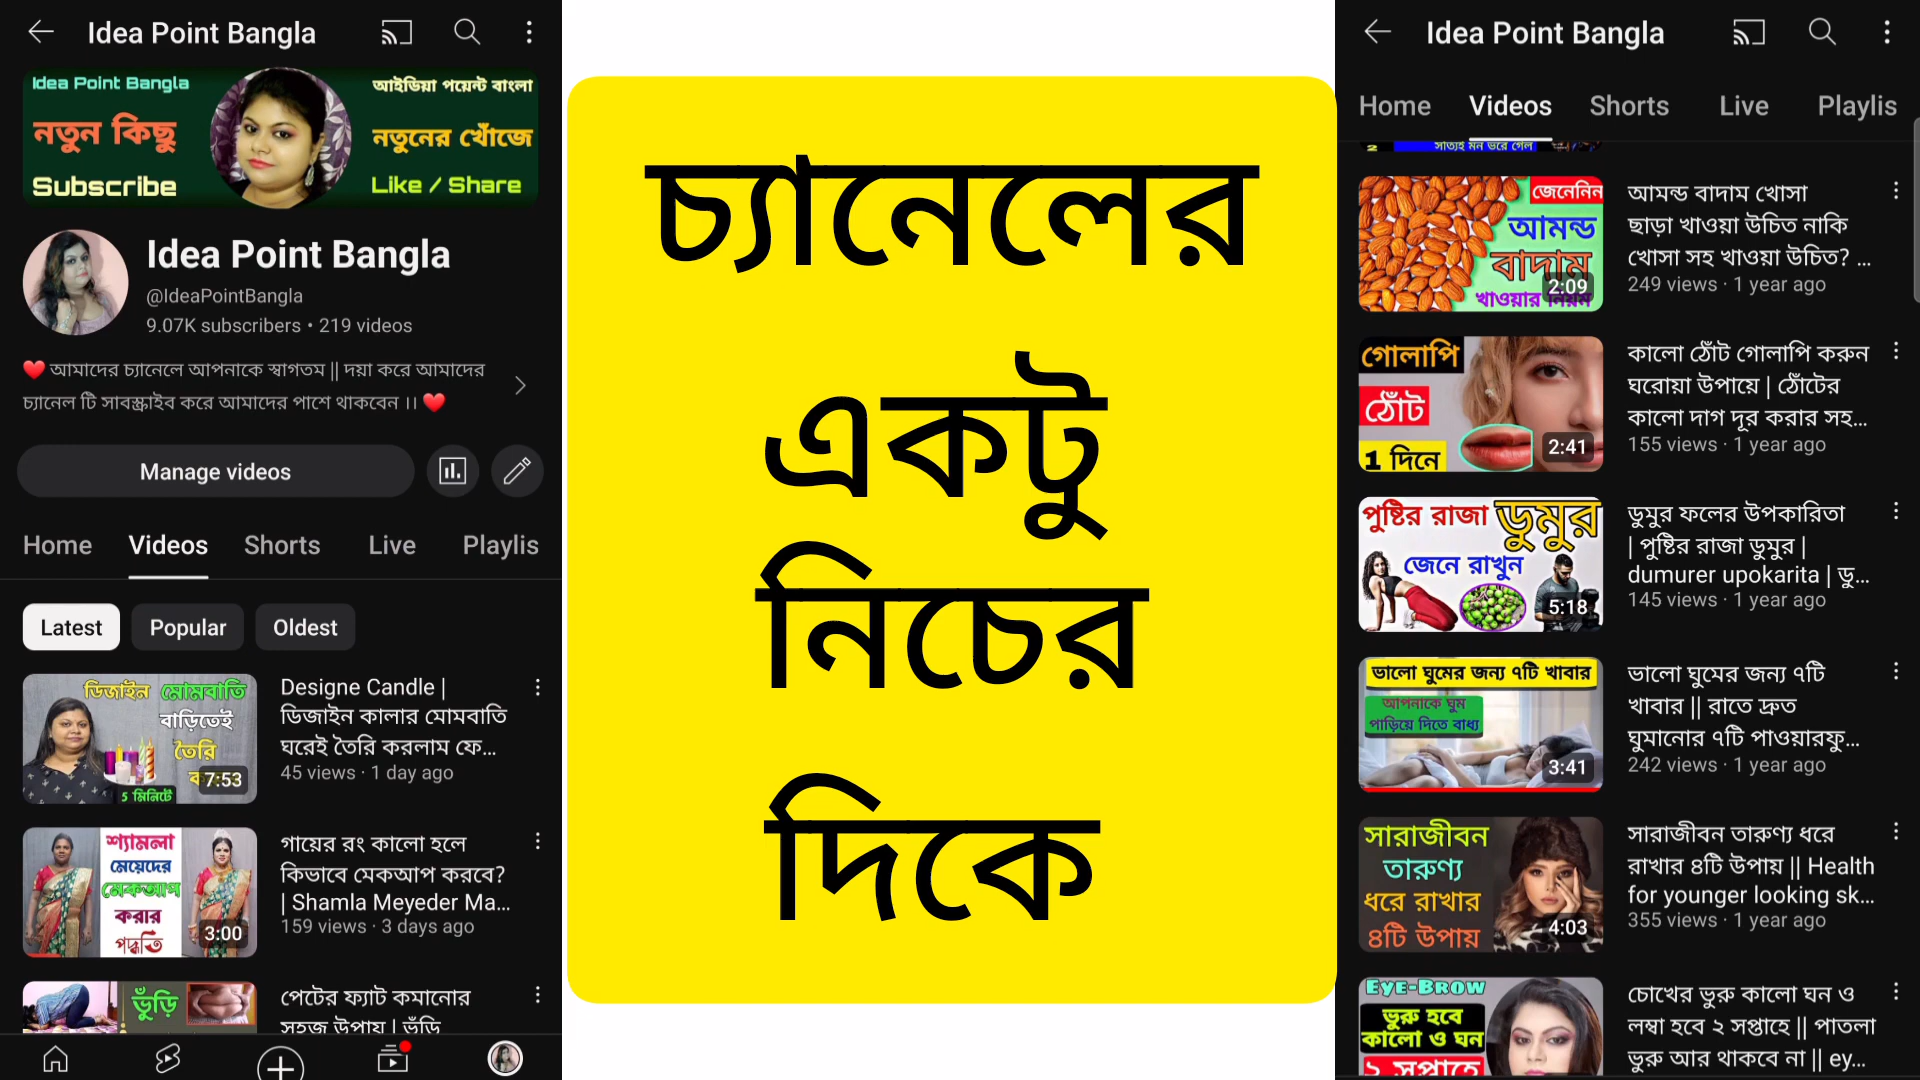 Idea Point Bangla
Idea Point Bangla
আইডিয়া পয়েন্ট বাংলা
নতুন কিছু
নতুনের খোঁজে
Subscribe
Like / Share
Idea Point Bangla
@IdeaPointBangla
9.07K subscribers • 219 videos
❤️ আমাদের চ্যানেলে আপনাকে স্বাগতম || দয়া করে আমাদের
চ্যানেল টি সাবস্ক্রাইব করে আমাদের পাশে থাকবেন ।। ❤️
Manage videos
Home Videos Shorts Live Playlis
Latest Popular Oldest
ডিজাইন মোমবাতি
বাড়িতেই
তৈরি
7:53
5 মিনিটে
Designe Candle |
ডিজাইন কালার মোমবাতি
ঘরেই তৈরি করলাম ফে...
45 views · 1 day ago
শ্যামলা
মেয়েদের
মেকআপ
করার
পদ্ধতি
3:00
গায়ের রং কালো হলে
কিভাবে মেকআপ করবে?
| Shamla Meyeder Ma...
159 views · 3 days ago
ভুঁড়ি
পেটের ফ্যাট কমানোর
সহজ উপায় | ভুঁড়ি
চ্যানেলের
একটু
নিচের
দিকে
Idea Point Bangla
Home Videos Shorts Live Playlis
সত্যিই মন ভরে গেল
জেনেনিন
আমন্ড
বাদাম
2:09
খাওয়ার নিয়ম
আমন্ড বাদাম খোসা
ছাড়া খাওয়া উচিত নাকি
খোসা সহ খাওয়া উচিত? ...
249 views · 1 year ago
গোলাপি
ঠোঁট
1 দিনে
2:41
কালো ঠোঁট গোলাপি করুন
ঘরোয়া উপায়ে | ঠোঁটের
কালো দাগ দূর করার সহ...
155 views · 1 year ago
পুষ্টির রাজা ডুমুর
জেনে রাখুন
5:18
ডুমুর ফলের উপকারিতা
| পুষ্টির রাজা ডুমুর |
dumurer upokarita | ডু...
145 views · 1 year ago
ভালো ঘুমের জন্য ৭টি খাবার
আপনাকে ঘুম
পাড়িয়ে দিতে বাধ্য
3:41
ভালো ঘুমের জন্য ৭টি
খাবার || রাতে দ্রুত
ঘুমানোর ৭টি পাওয়ারফু...
242 views · 1 year ago
সারাজীবন
তারুণ্য
ধরে রাখার
৪টি উপায়
4:03
সারাজীবন তারুণ্য ধরে
রাখার ৪টি উপায় || Health
for younger looking sk...
355 views · 1 year ago
Eye-Brow
ভুরু হবে
কালো ও ঘন
২ সপ্তাহে
চোখের ভুরু কালো ঘন ও
লম্বা হবে ২ সপ্তাহে || পাতলা
ভুরু আর থাকবে না || ey...